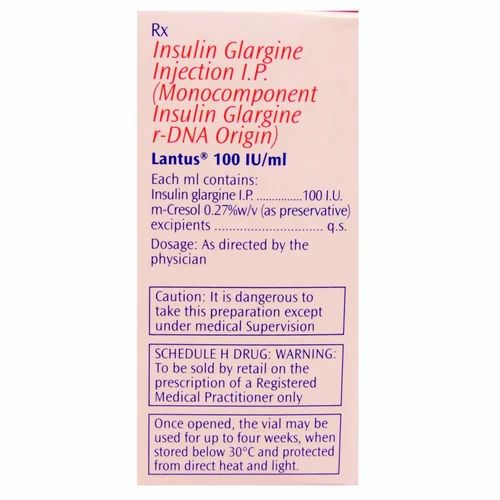 Rx
Insulin Glargine
Injection I.P.
(Monocomponent
Insulin Glargine
r-DNA Origin)
Lantus® 100 IU/ml
Each ml contains:
Insulin glargine I.P. ...............100 I.U.
m-Cresol 0.27%w/v (as preservative)
excipients ................................. q.s.
Dosage: As directed by the
physician
Caution: It is dangerous to
take this preparation except
under medical Supervision
SCHEDULE H DRUG: WARNING:
To be sold by retail on the
prescription of a Registered
Medical Practitioner only
Once opened, the vial may be
used for up to four weeks, when
stored below 30°C and protected
from direct heat and light.